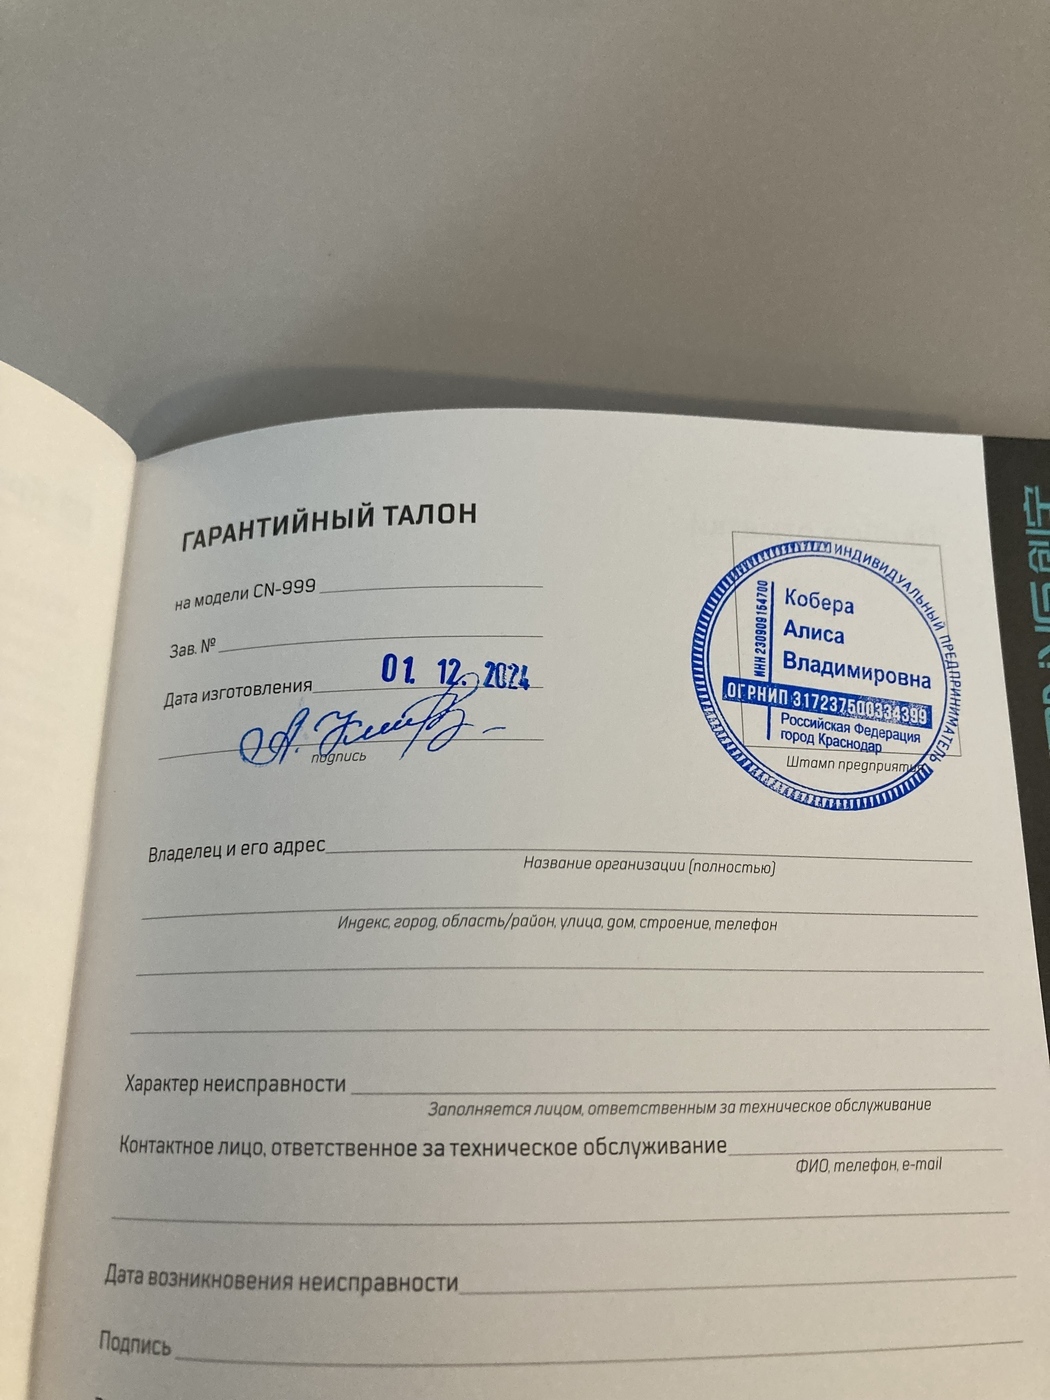 ГАРАНТИЙНЫЙ ТАЛОН
на модели CN-999
Зав. №
Дата изготовления 01. 12. 2024
подпись
ИНДИВИДУАЛЬНЫЙ ПРЕДПРИНИМАТЕЛЬ
ИНН 230909154700
Кобера
Алиса
Владимировна
ОГРНИП 317237500334399
Российская Федерация
город Краснодар
Штамп предприятия
Владелец и его адрес
Название организации (полностью)
Индекс, город, область/район, улица, дом, строение, телефон
Характер неисправности
Заполняется лицом, ответственным за техническое обслуживание
Контактное лицо, ответственное за техническое обслуживание
ФИО, телефон, e-mail
Дата возникновения неисправности
Подпись